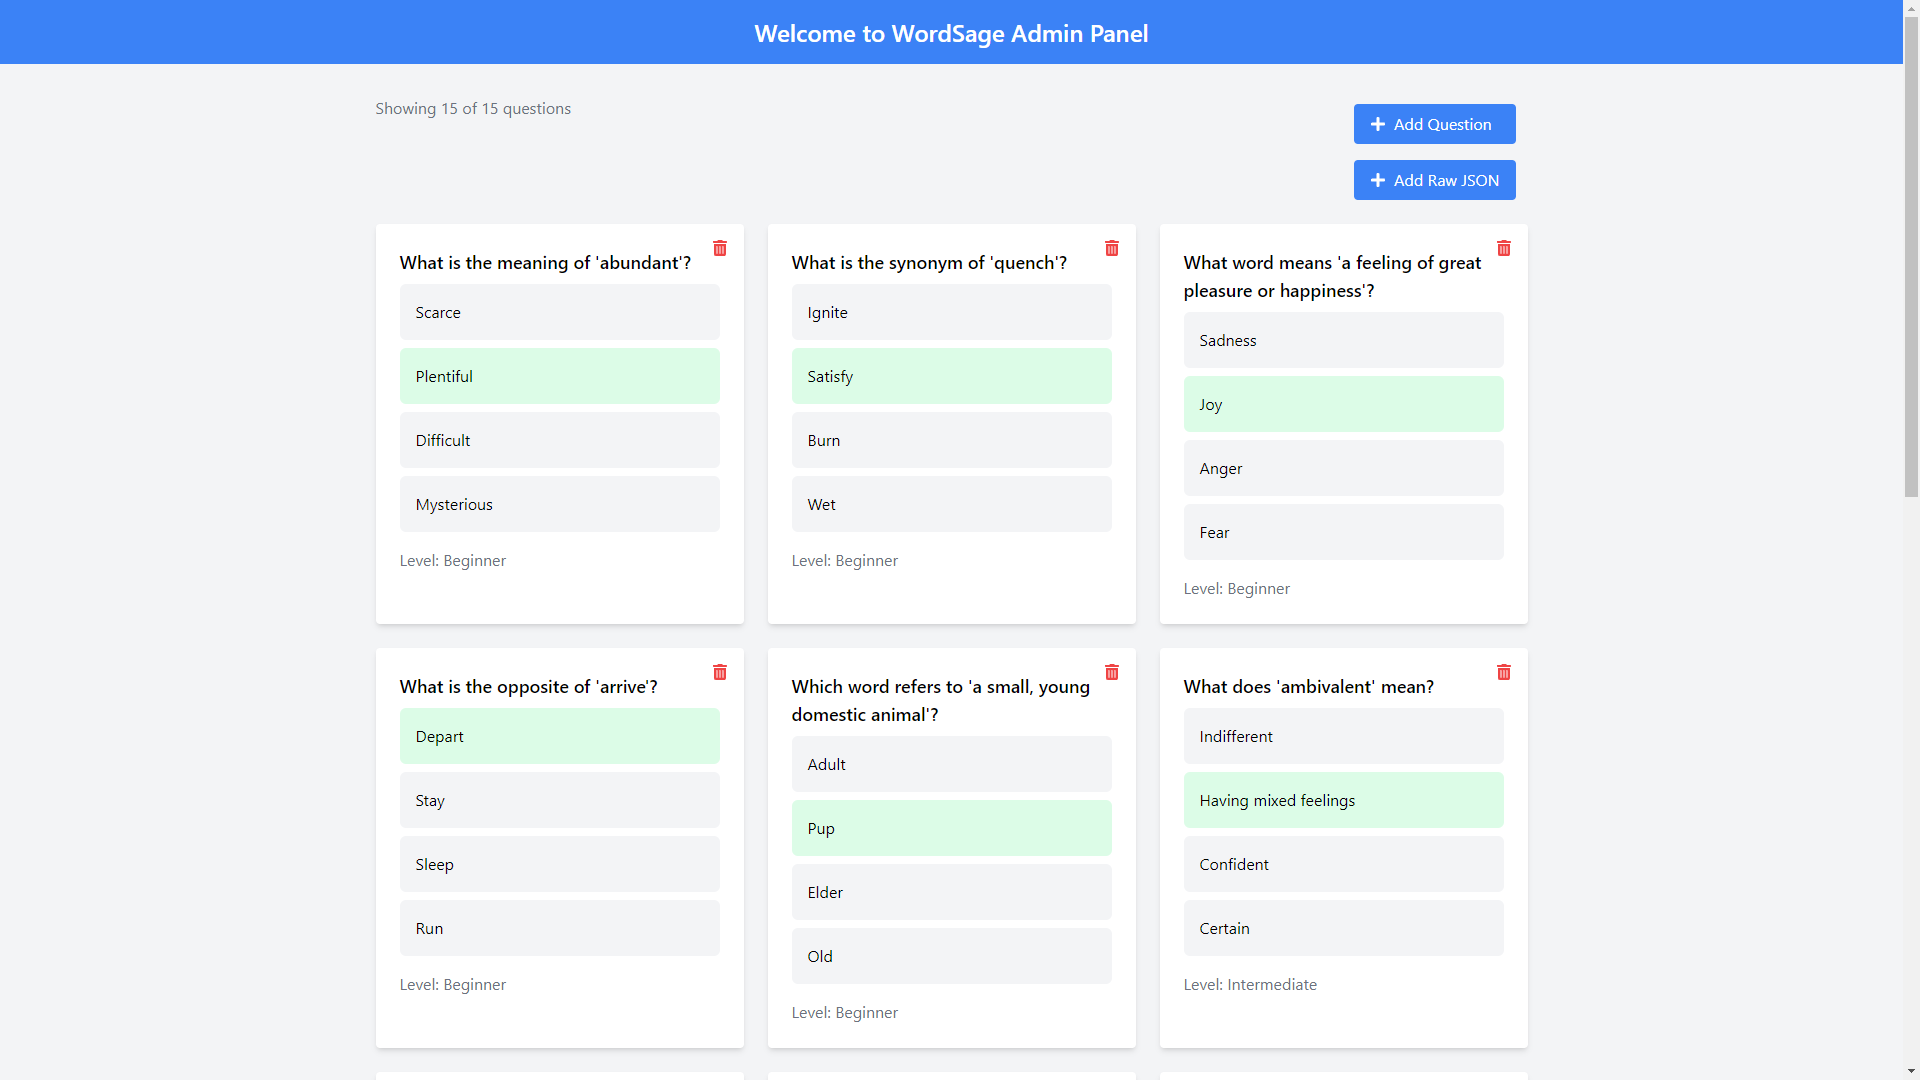 Welcome to WordSage Admin Panel
Showing 15 of 15 questions
Add Question
Add Raw JSON
What is the meaning of 'abundant'?
Scarce
Plentiful
Difficult
Mysterious
Level: Beginner
What is the synonym of 'quench'?
Ignite
Satisfy
Burn
Wet
Level: Beginner
What word means 'a feeling of great
pleasure or happiness'?
Sadness
Joy
Anger
Fear
Level: Beginner
What is the opposite of 'arrive'?
Depart
Stay
Sleep
Run
Level: Beginner
Which word refers to 'a small, young
domestic animal'?
Adult
Pup
Elder
Old
Level: Beginner
What does 'ambivalent' mean?
Indifferent
Having mixed feelings
Confident
Certain
Level: Intermediate